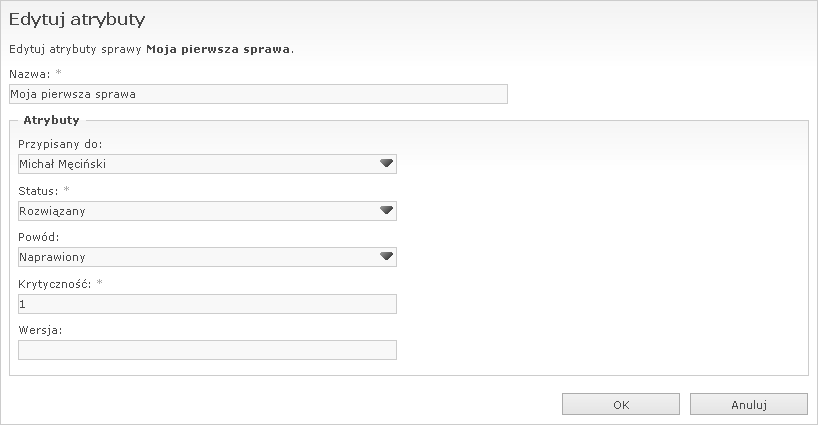 Edytuj atrybuty
Edytuj atrybuty sprawy Moja pierwsza sprawa.
Nazwa: *
Moja pierwsza sprawa
Atrybuty
Przypisany do:
Michał Męciński
Status: *
Rozwiązany
Powód:
Naprawiony
Krytyczność: *
1
Wersja:
OK Anuluj